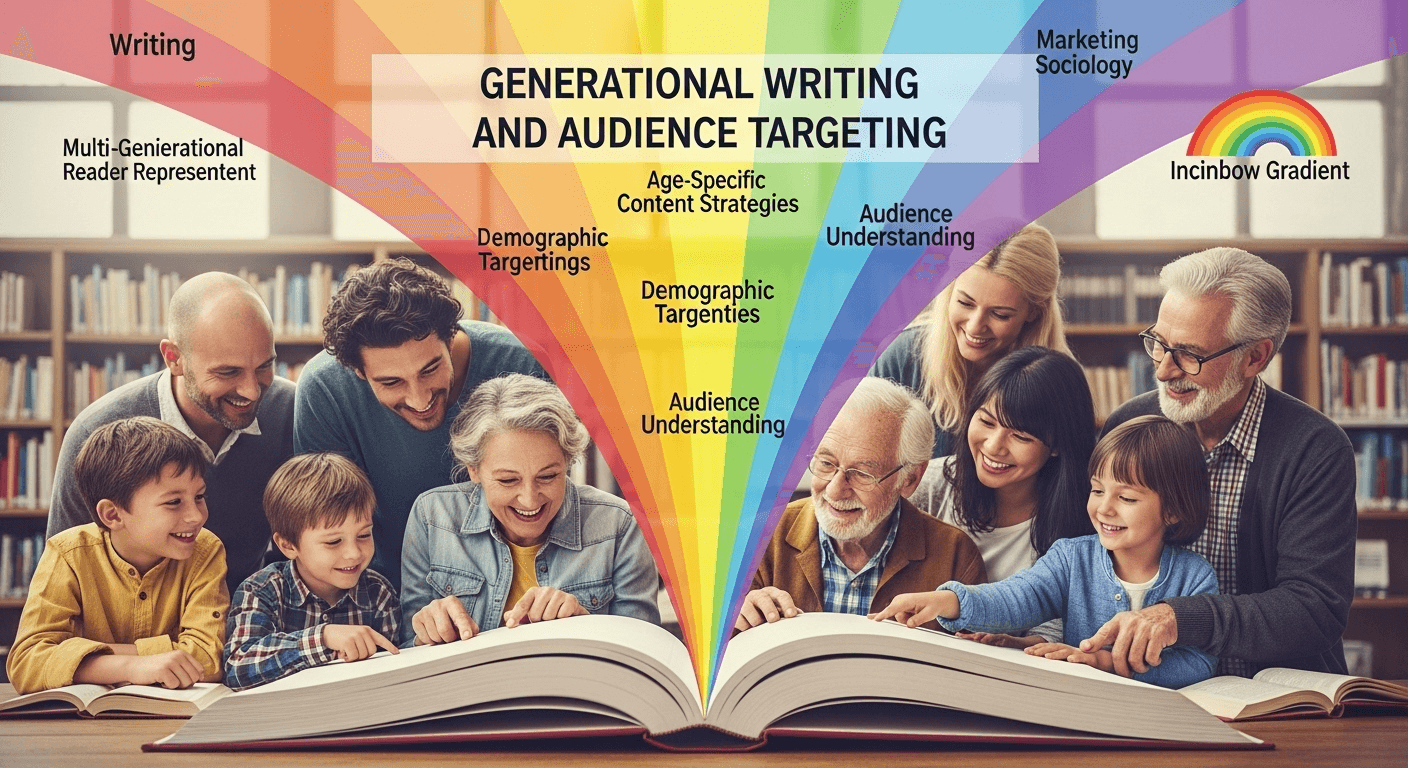 Writing
Marketing
Sociology
GENERATIONAL WRITING
AND AUDIENCE TARGETING
Multi-Genierational
Reader Representent
Incinbow Gradient
Age-Specific
Content Strategies
Audience
Understanding
Demographic
Targertings
Demographic
Targenties
Audience
Understanding